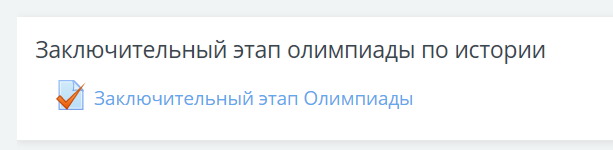 Заключительный этап олимпиады по истории
Заключительный этап Олимпиады